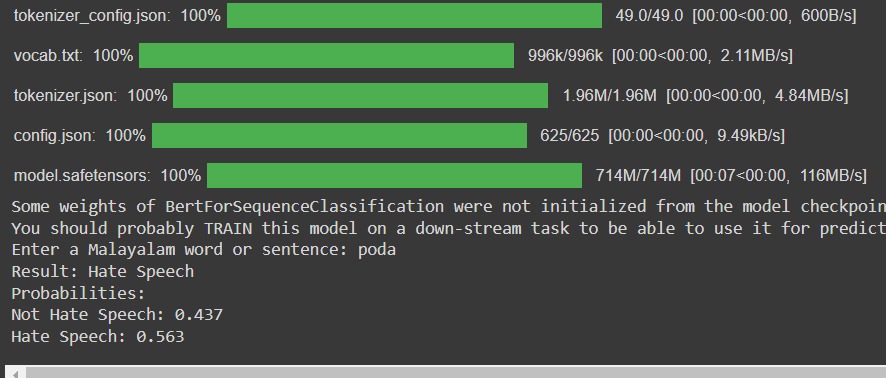 tokenizer_config.json: 100% 49.0/49.0 [00:00<00:00, 600B/s]
vocab.txt: 100% 996k/996k [00:00<00:00, 2.11MB/s]
tokenizer.json: 100% 1.96M/1.96M [00:00<00:00, 4.84MB/s]
config.json: 100% 625/625 [00:00<00:00, 9.49kB/s]
model.safetensors: 100% 714M/714M [00:07<00:00, 116MB/s]
Some weights of BertForSequenceClassification were not initialized from the model checkpoin
You should probably TRAIN this model on a down-stream task to be able to use it for predict
Enter a Malayalam word or sentence: poda
Result: Hate Speech
Probabilities:
Not Hate Speech: 0.437
Hate Speech: 0.563